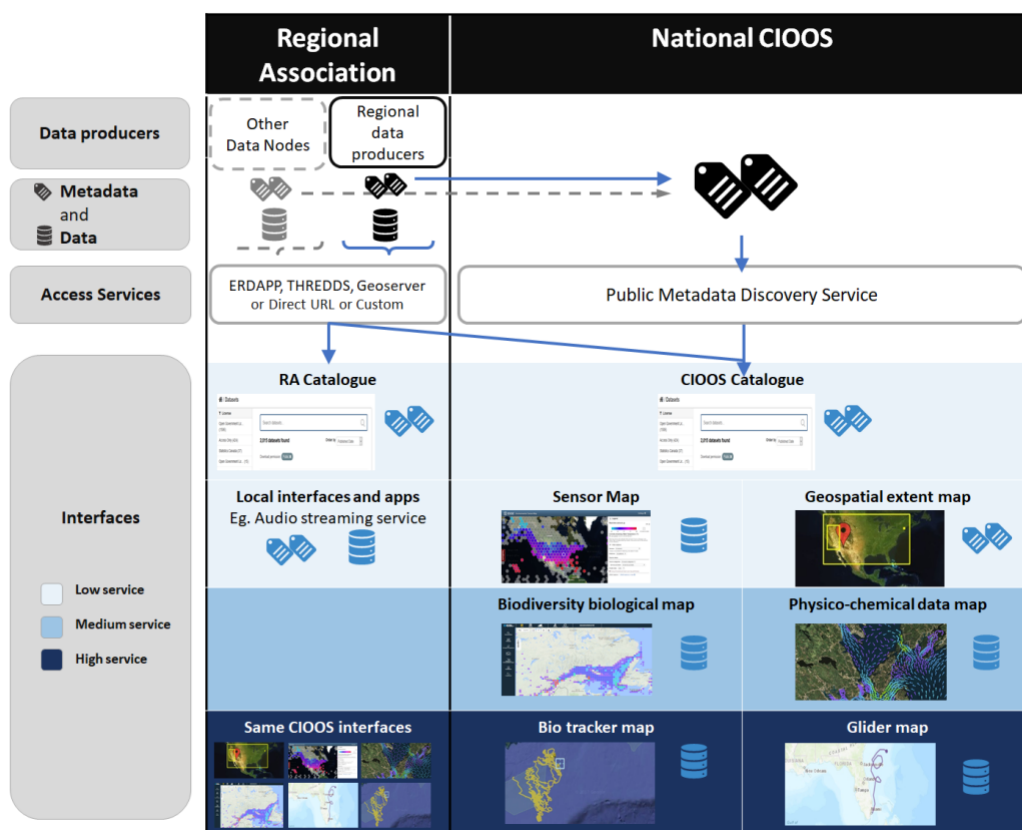 Regional
Association
National CIOOS
Data producers
Other
Data Nodes
Regional
data
producers
Metadata
and
Data
Access Services
ERDAPP, THREDDS, Geoserver
or Direct URL or Custom
Public Metadata Discovery Service
Interfaces
Low service
Medium service
High service
RA Catalogue
Datasets
CIOOS Catalogue
Datasets
Local interfaces and apps
Eg. Audio streaming service
Sensor Map
Geospatial extent map
Biodiversity biological map
Physico-chemical data map
Same CIOOS interfaces
Bio tracker map
Glider map